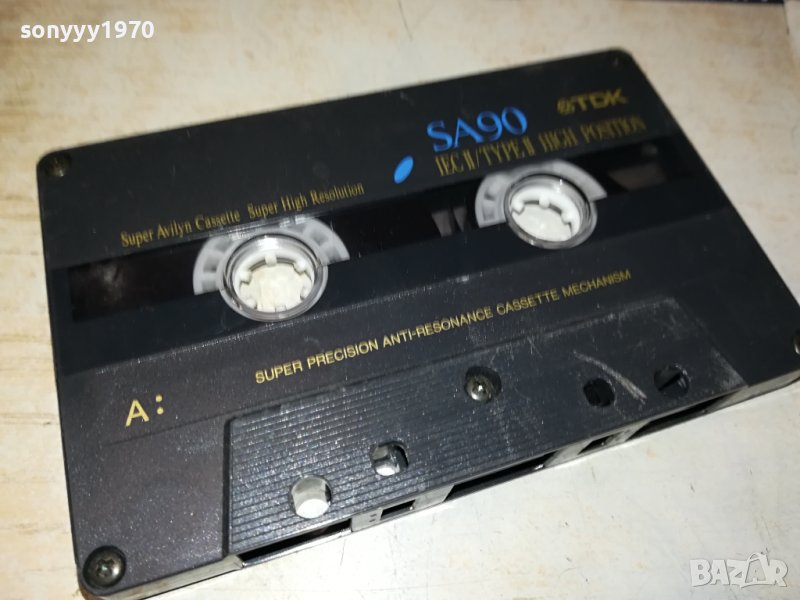 sonyyy1970
TDK
SA90
IEC II/TYPE II HIGH POSITION
Super Avilyn Cassette Super High Resolution
SUPER PRECISION ANTI-RESONANCE CASSETTE MECHANISM
A:
BAZAR